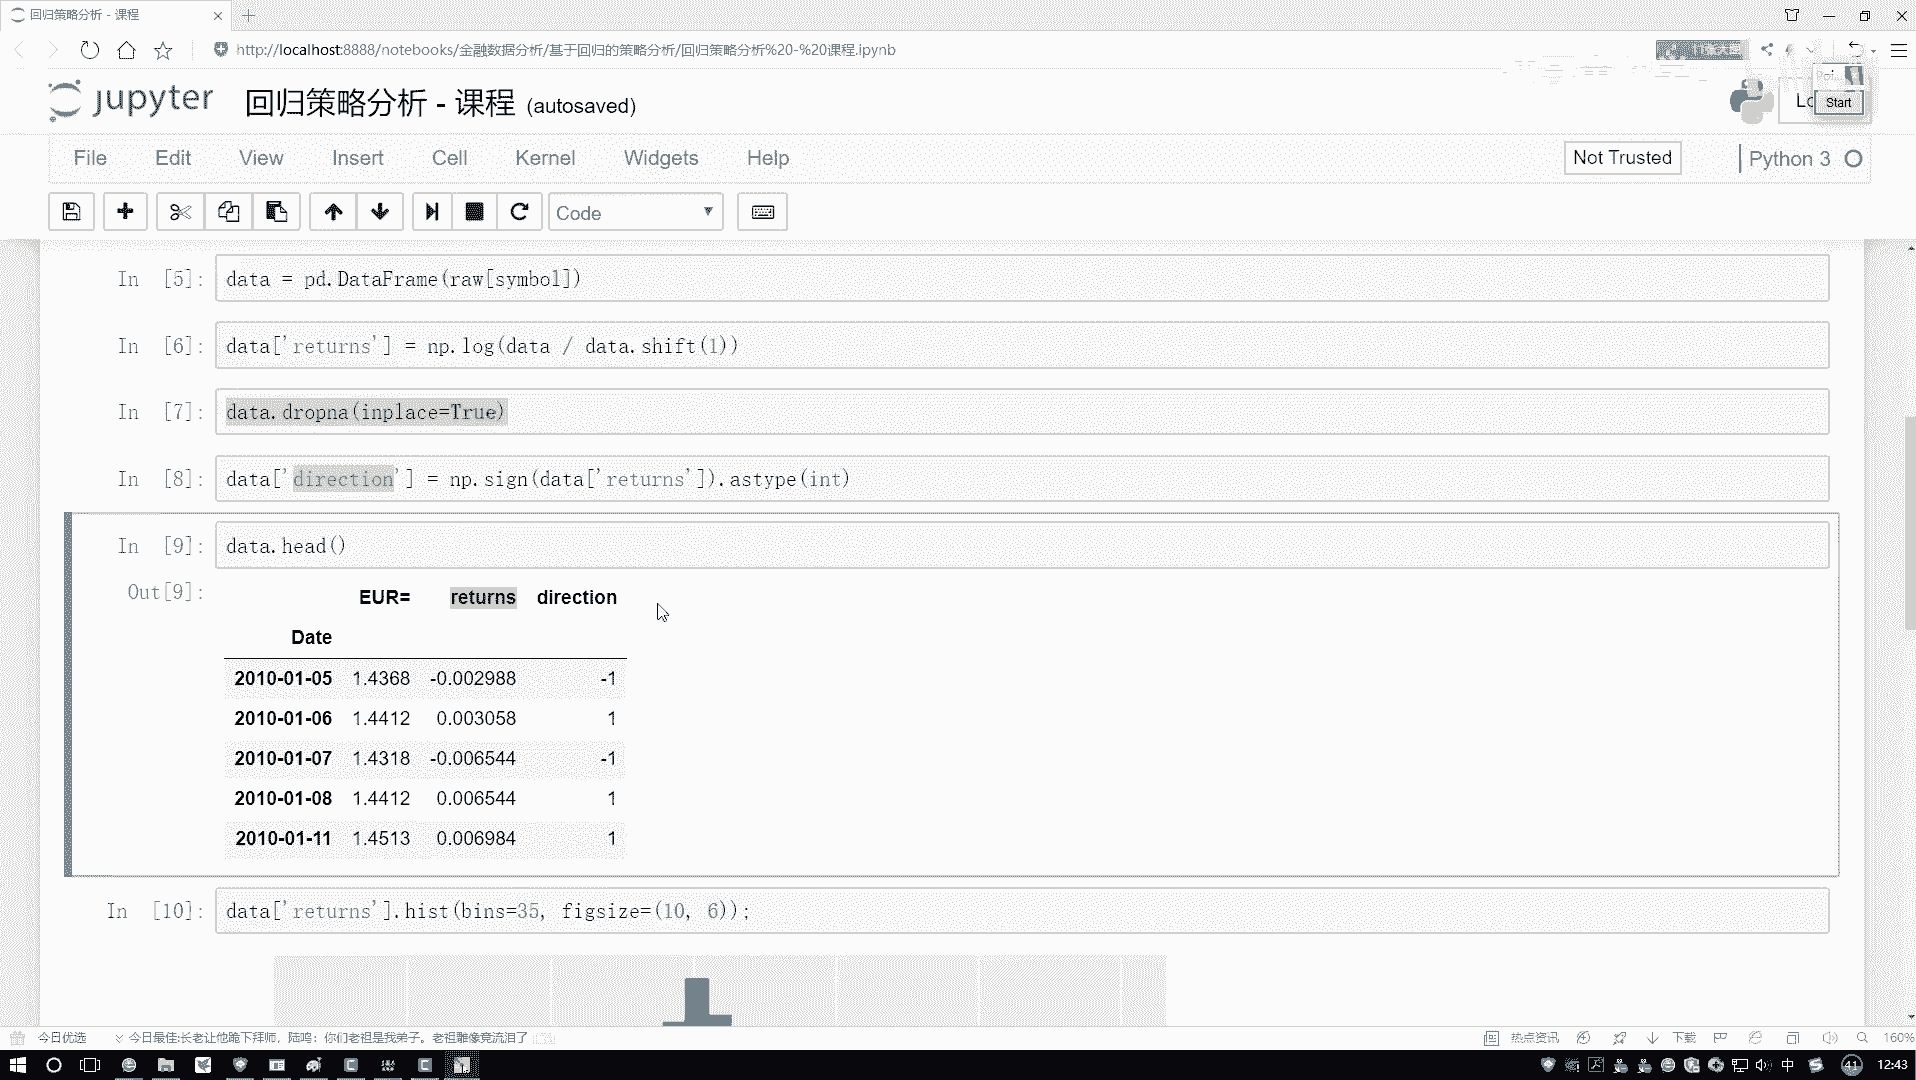 回归策略分析 - 课程
http://localhost:8888/notebooks/金融数据分析/基于回归的策略分析/回归策略分析%20-%20课程.ipynb
jupyter 回归策略分析 - 课程 (autosaved)
Start
File Edit View Insert Cell Kernel Widgets Help
Not Trusted
Python 3
Code
In [5]: data = pd.DataFrame(raw[symbol])
In [6]: data['returns'] = np.log(data / data.shift(1))
In [7]: data.dropna(inplace=True)
In [8]: data['direction'] = np.sign(data['returns']).astype(int)
In [9]: data.head()
Out[9]:
EUR= returns direction
Date
2010-01-05 1.4368 -0.002988 -1
2010-01-06 1.4412 0.003058 1
2010-01-07 1.4318 -0.006544 -1
2010-01-08 1.4412 0.006544 1
2010-01-11 1.4513 0.006984 1
In [10]: data['returns'].hist(bins=35, figsize=(10, 6));
今日优选 今日最佳:长老让他跪下拜师，陆鸣：你们老祖是我弟子。老祖雕像竟流泪了
热点资讯 下载 160%
中 41 12:43